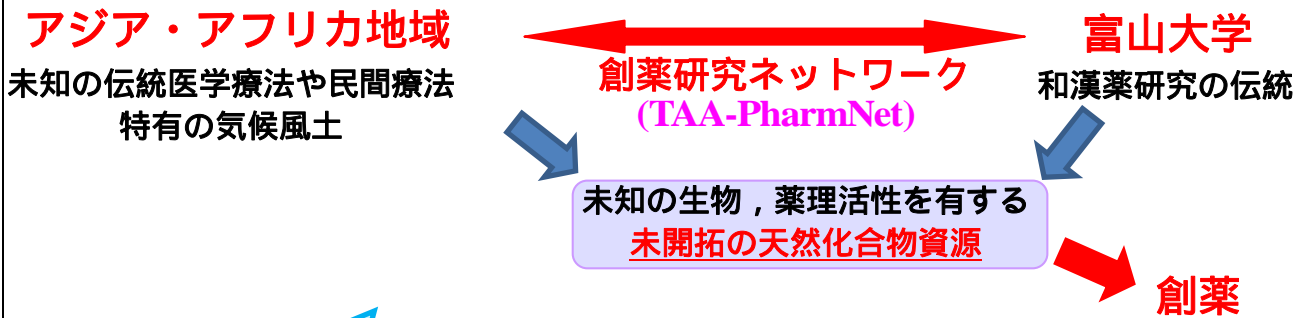 アジア・アフリカ地域
未知の伝統医学療法や民間療法
特有の気候風土
創薬研究ネットワーク
(TAA-PharmNet)
富山大学
和漢薬研究の伝統
未知の生物，薬理活性を有する
未開拓の天然化合物資源
創薬